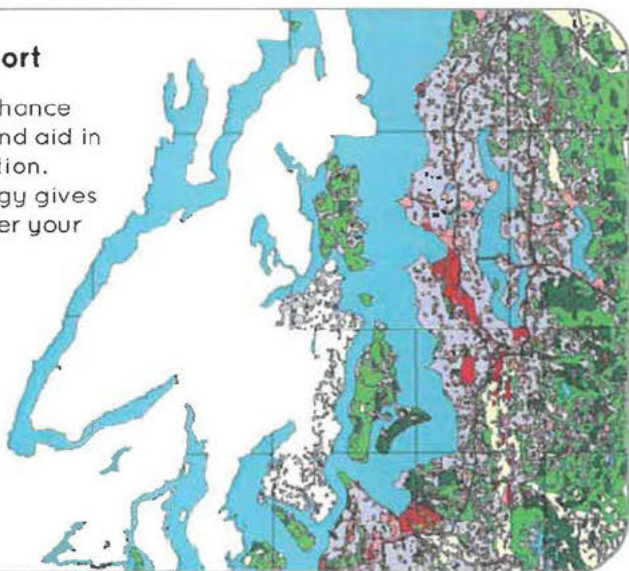 ort
hance
nd aid in
tion.
gy gives
er your